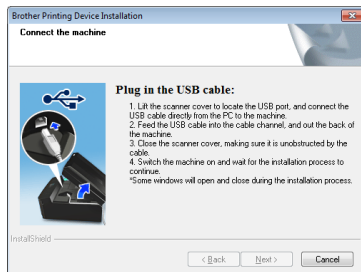 Brother Printing Device Installation
Connect the machine
Plug in the USB cable:
1. Lift the scanner cover to locate the USB port, and connect the
USB cable directly from the PC to the machine.
2. Feed the USB cable into the cable channel, and out the back of
the machine.
3. Close the scanner cover, making sure it is unobstructed by the
cable.
4. Switch the machine on and wait for the installation process to
continue.
*Some windows will open and close during the installation process.
InstallShield
< Back
Next >
Cancel